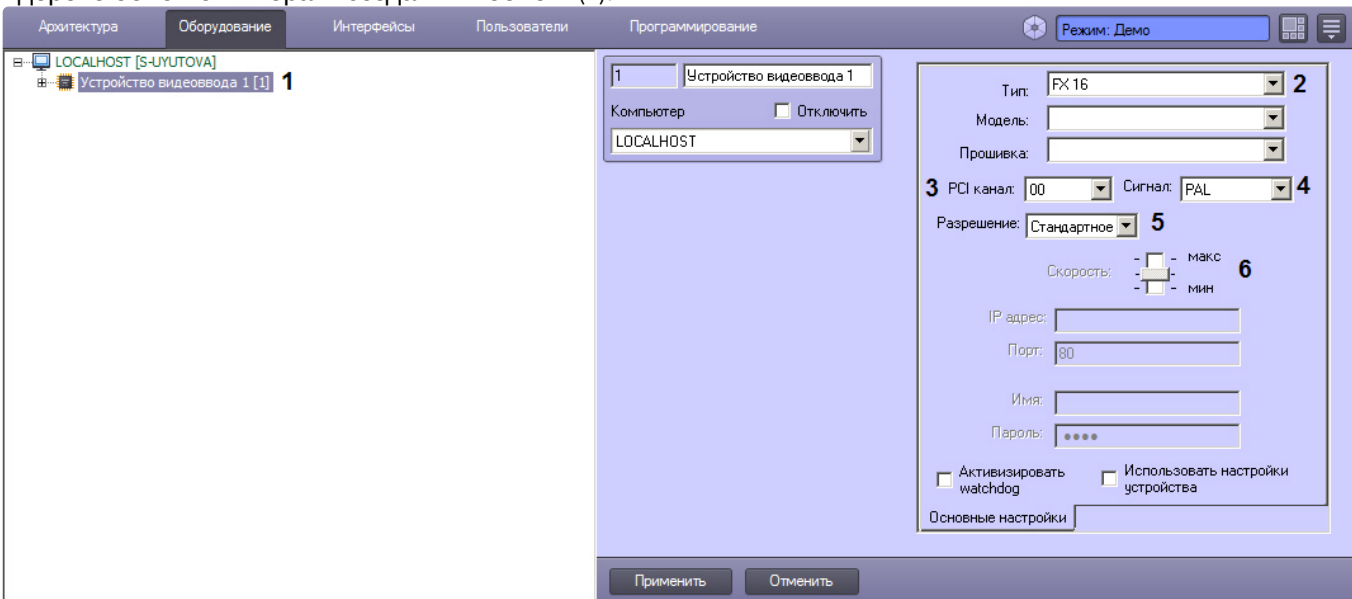 Архитектура Оборудование Интерфейсы Пользователи Программирование Режим: Демо
LOCALHOST [S-UYUTOVA]
Устройство видеоввода 1 [1] 1
1 Устройство видеоввода 1
Компьютер Отключить
LOCALHOST
Тип: FX 16 2
Модель:
Прошивка:
3 PCI канал: 00 Сигнал: PAL 4
Разрешение: Стандартное 5
Скорость: макс 6
мин
IP адрес:
Порт: 80
Имя:
Пароль: ••••
Активизировать watchdog
Использовать настройки устройства
Основные настройки
Применить Отменить